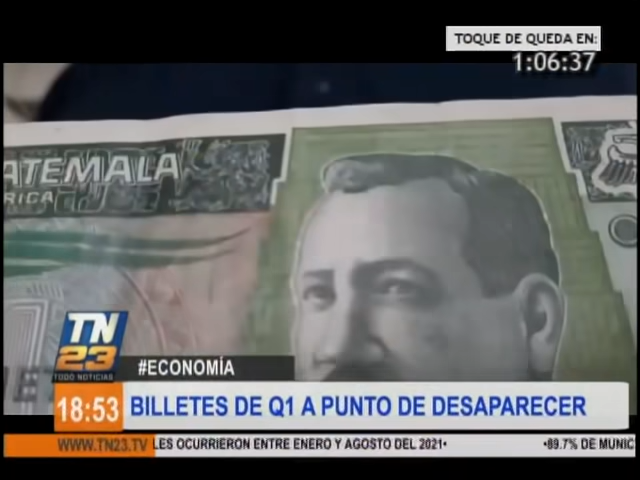 TOQUE DE QUEDA EN:
1:06:37
ATEMALA
RICA
TN
23
TODO NOTICIAS
#ECONOMÍA
18:53
BILLETES DE Q1 A PUNTO DE DESAPARECER
WWW.TN23.TV
LES OCURRIERON ENTRE ENERO Y AGOSTO DEL 2021• •89.7% DE MUNIC